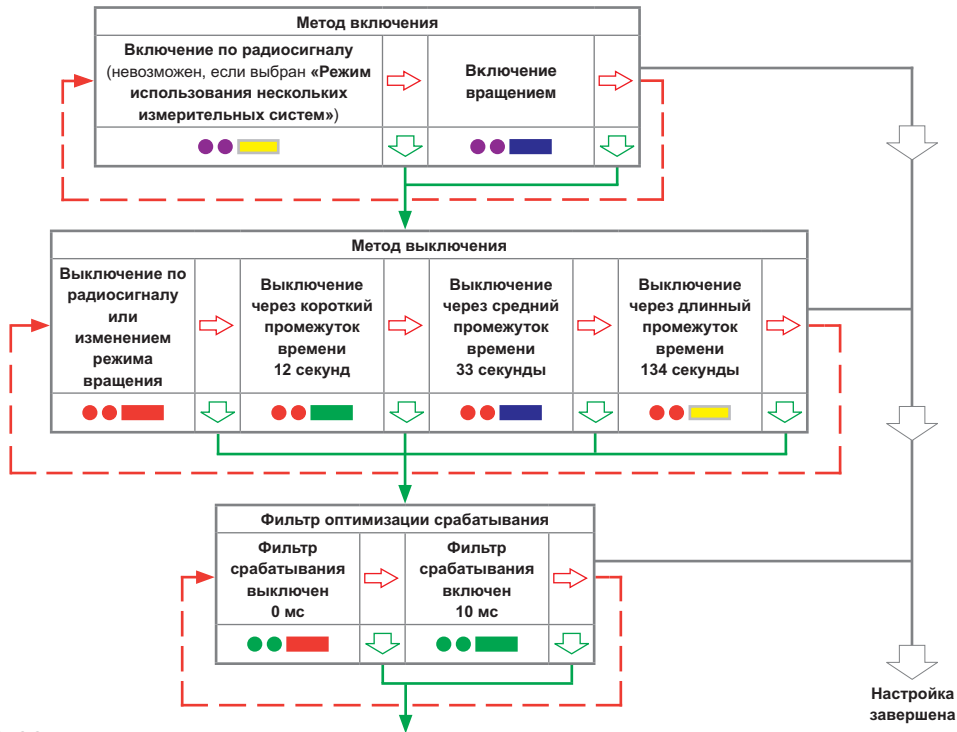 Метод включения
Включение по радиосигналу
(невозможен, если выбран «Режим
использования нескольких
измерительных систем»)
Включение
вращением
Метод выключения
Выключение по
радиосигналу
или
изменением
режима
вращения
Выключение
через короткий
промежуток
времени
12 секунд
Выключение
через средний
промежуток
времени
33 секунды
Выключение
через длинный
промежуток
времени
134 секунды
Фильтр оптимизации срабатывания
Фильтр
срабатывания
выключен
0 мс
Фильтр
срабатывания
включен
10 мс
Настройка
завершена